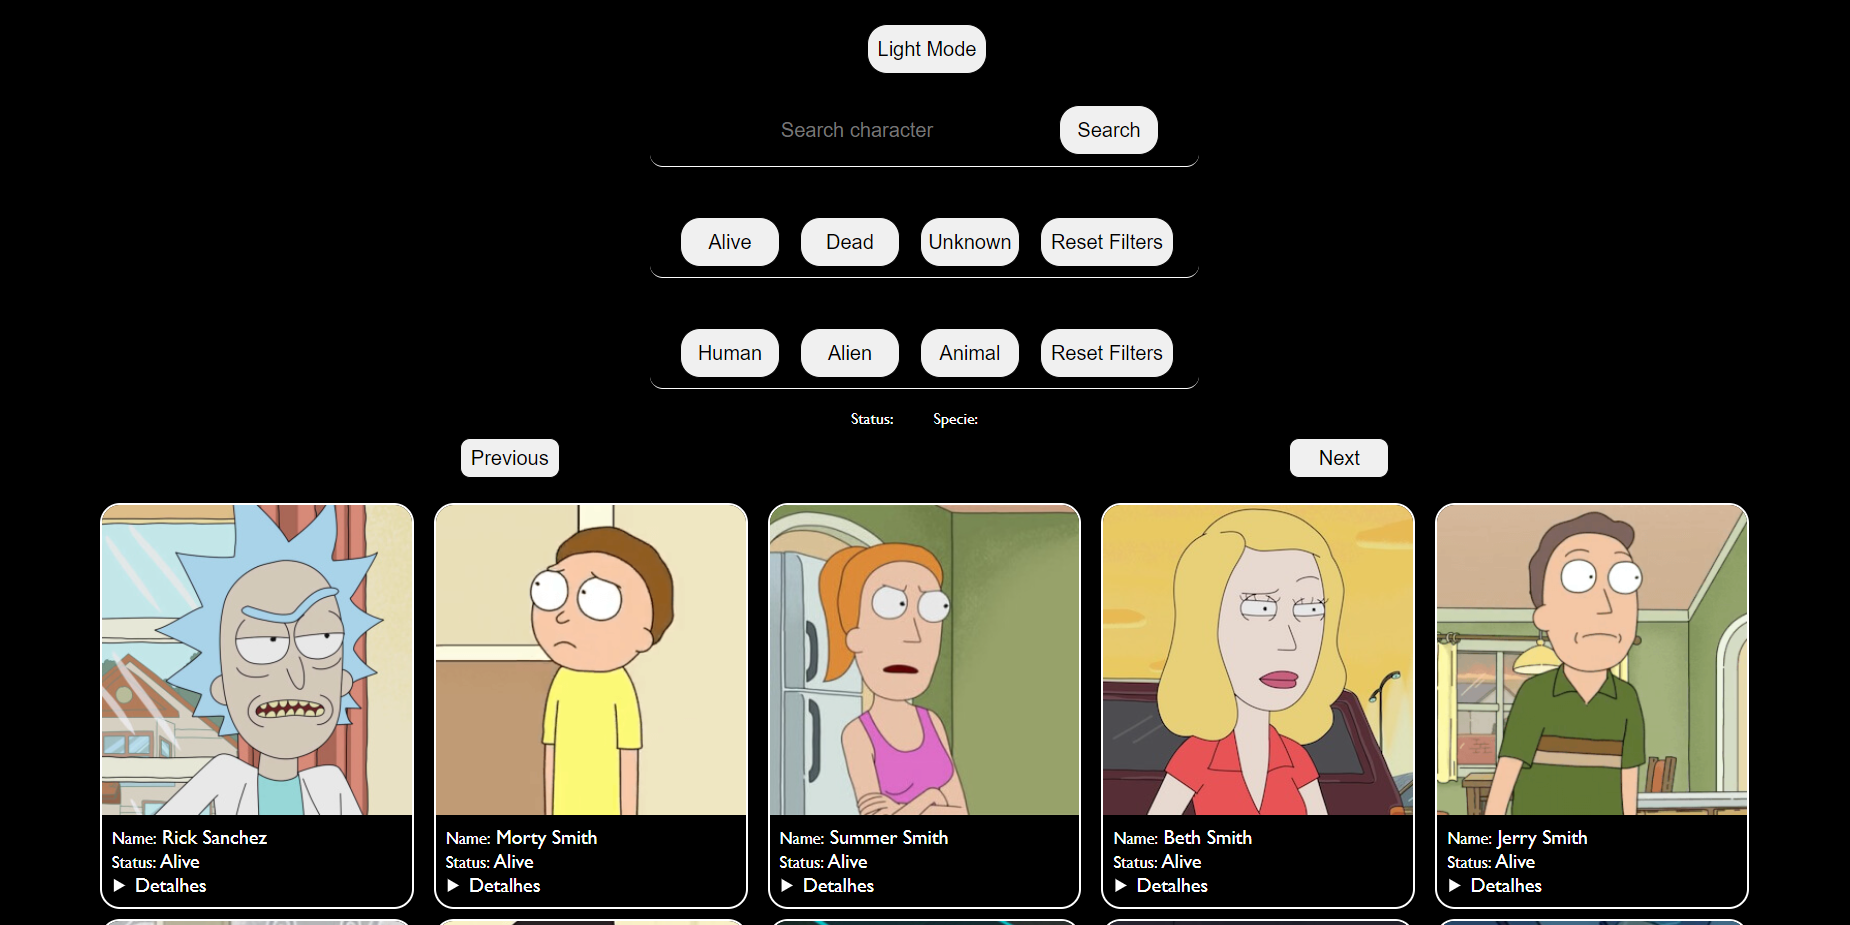 Light Mode
Search character Search
Alive Dead Unknown Reset Filters
Human Alien Animal Reset Filters
Status: Specie:
Previous Next
Name: Rick Sanchez
Status: Alive
▶ Detalhes
Name: Morty Smith
Status: Alive
▶ Detalhes
Name: Summer Smith
Status: Alive
▶ Detalhes
Name: Beth Smith
Status: Alive
▶ Detalhes
Name: Jerry Smith
Status: Alive
▶ Detalhes